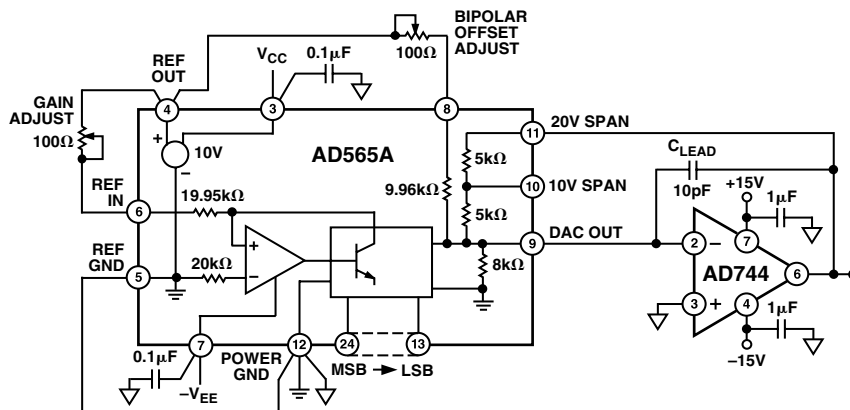 BIPOLAR
OFFSET
ADJUST
100Ω
REF
OUT
VCC
0.1µF
GAIN
ADJUST
100Ω
4
3
8
+
10V
–
AD565A
11
20V SPAN
5kΩ
10
10V SPAN
5kΩ
9.96kΩ
CLEAD
10pF
+15V
1µF
REF
IN
6
19.95kΩ
9
DAC OUT
2
–
7
AD744
6
REF
GND
5
20kΩ
+
–
8kΩ
3
+
4
1µF
–15V
0.1µF
7
–VEE
POWER
GND
12
24
13
MSB
LSB